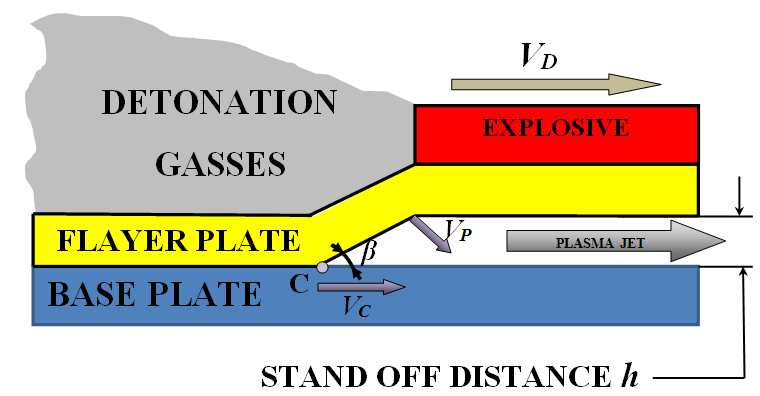 V_D
DETONATION
GASSES
EXPLOSIVE
FLAYER PLATE
β
V_P
PLASMA JET
C
V_C
BASE PLATE
STAND OFF DISTANCE h